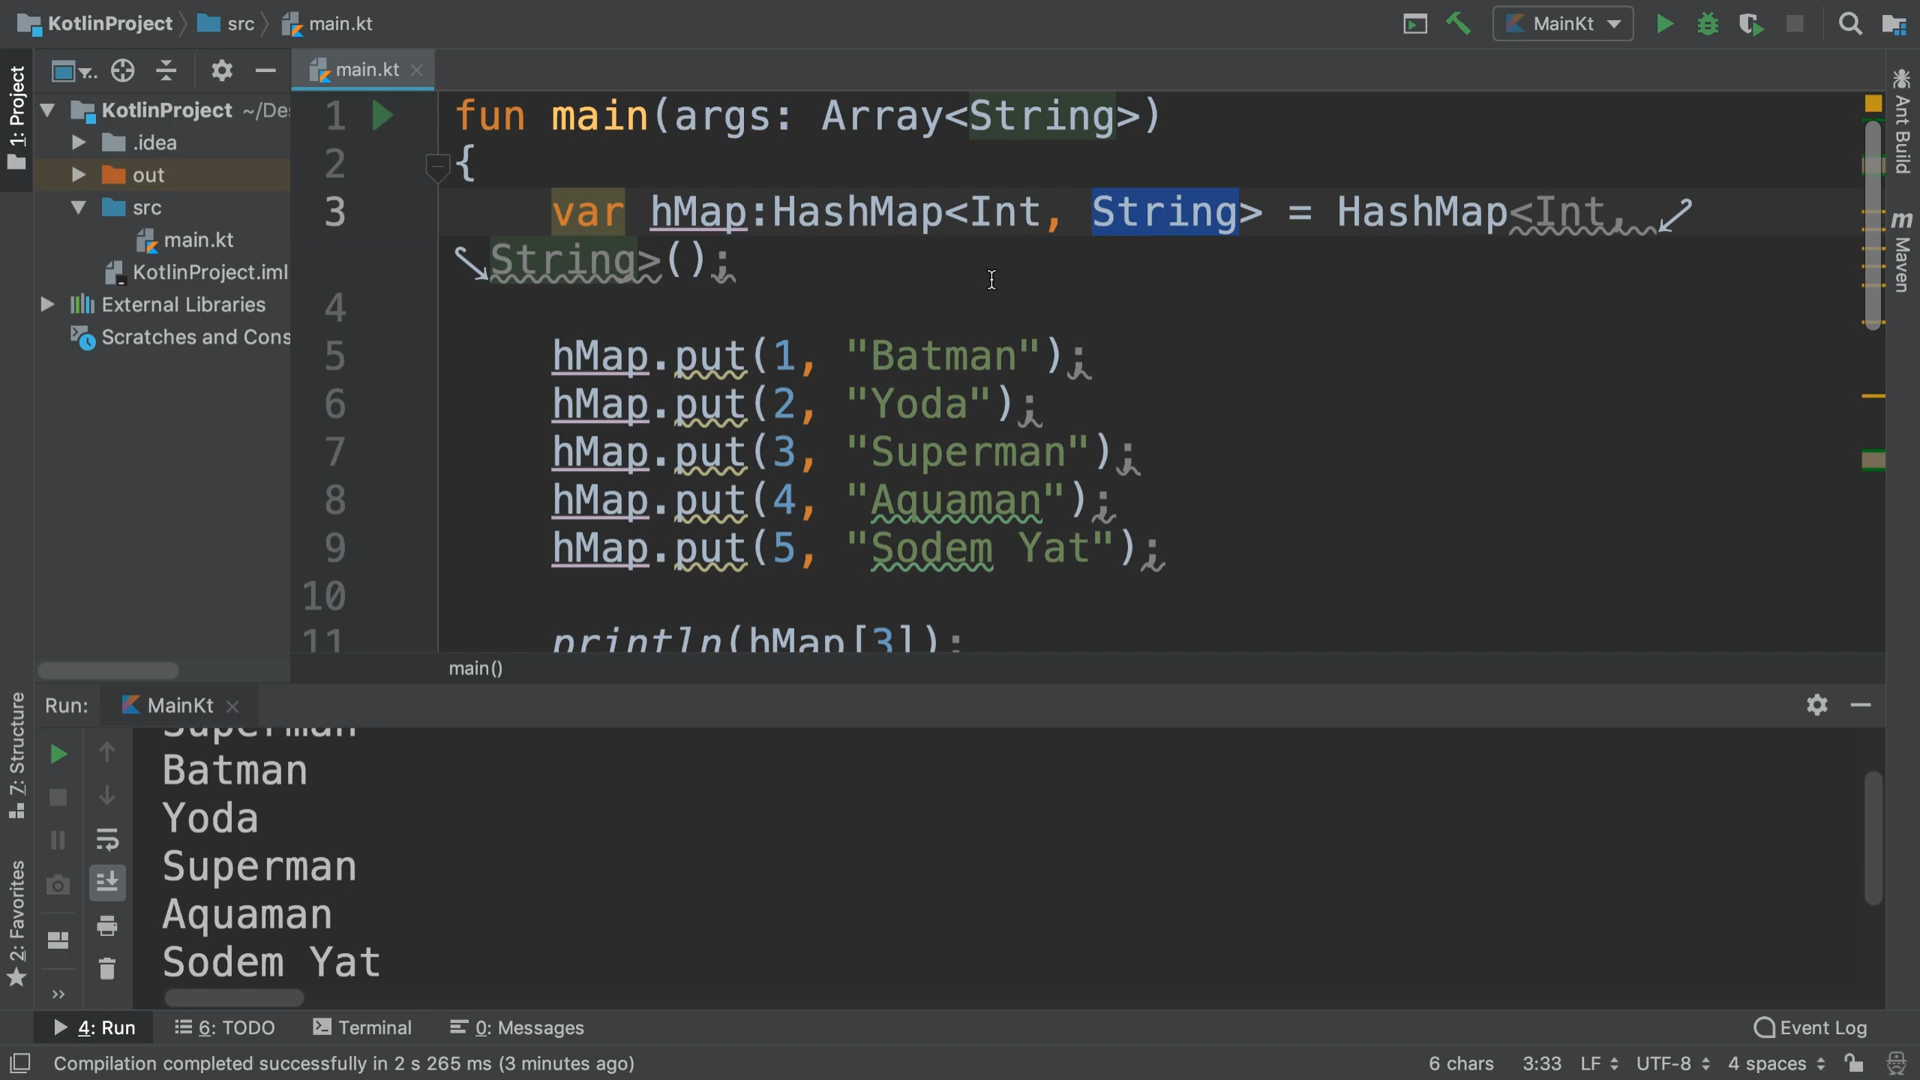 KotlinProject src main.kt MainKt
1: Project
main.kt
KotlinProject ~/De
.idea
out
src
main.kt
KotlinProject.iml
External Libraries
Scratches and Cons
1 fun main(args: Array<String>)
2 {
3 var hMap:HashMap<Int, String> = HashMap<Int,
String>();
4
5 hMap.put(1, "Batman");
6 hMap.put(2, "Yoda");
7 hMap.put(3, "Superman");
8 hMap.put(4, "Aquaman");
9 hMap.put(5, "Sodem Yat");
10
11 println(hMap[3]);
main()
Ant Build
m Maven
Run: MainKt
Superman
Batman
Yoda
Superman
Aquaman
Sodem Yat
7: Structure
2: Favorites
4: Run 6: TODO Terminal 0: Messages Event Log
Compilation completed successfully in 2 s 265 ms (3 minutes ago) 6 chars 3:33 LF UTF-8 4 spaces